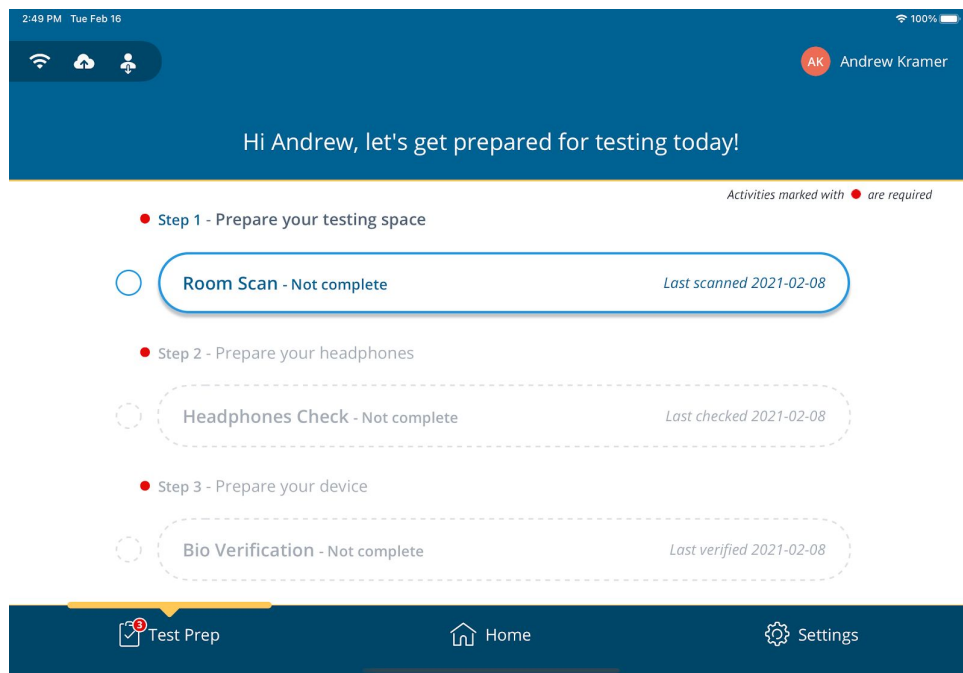 2:49 PM Tue Feb 16 100%
AK Andrew Kramer
Hi Andrew, let's get prepared for testing today!
Activities marked with ● are required
Step 1 - Prepare your testing space
Room Scan - Not complete Last scanned 2021-02-08
Step 2 - Prepare your headphones
Headphones Check - Not complete Last checked 2021-02-08
Step 3 - Prepare your device
Bio Verification - Not complete Last verified 2021-02-08
3 Test Prep Home Settings